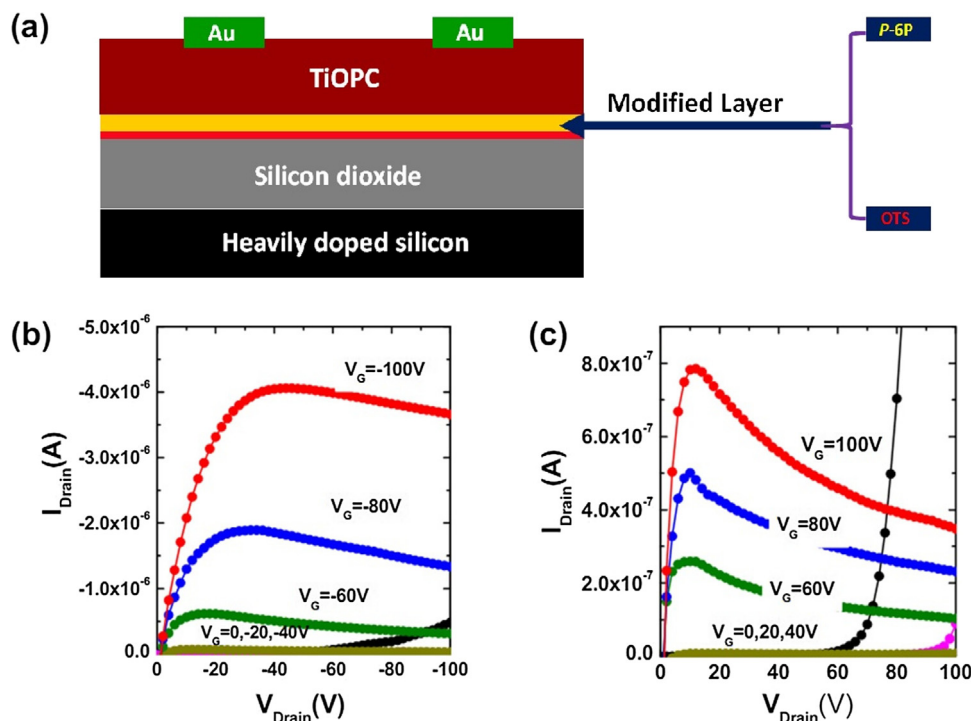 (a)
Au Au
P-6P
TiOPC
Modified Layer
Silicon dioxide
OTS
Heavily doped silicon
(b)
-5.0x10⁻⁶
-4.0x10⁻⁶
-3.0x10⁻⁶
-2.0x10⁻⁶
-1.0x10⁻⁶
0.0
I_Drain(A)
V_G=-100V
V_G=-80V
V_G=-60V
V_G=0,-20,-40V
0 -20 -40 -60 -80 -100
V_Drain(V)
(c)
8.0x10⁻⁷
6.0x10⁻⁷
4.0x10⁻⁷
2.0x10⁻⁷
0.0
I_Drain(A)
V_G=100V
V_G=80V
V_G=60V
V_G=0,20,40V
0 20 40 60 80 100
V_Drain(V)